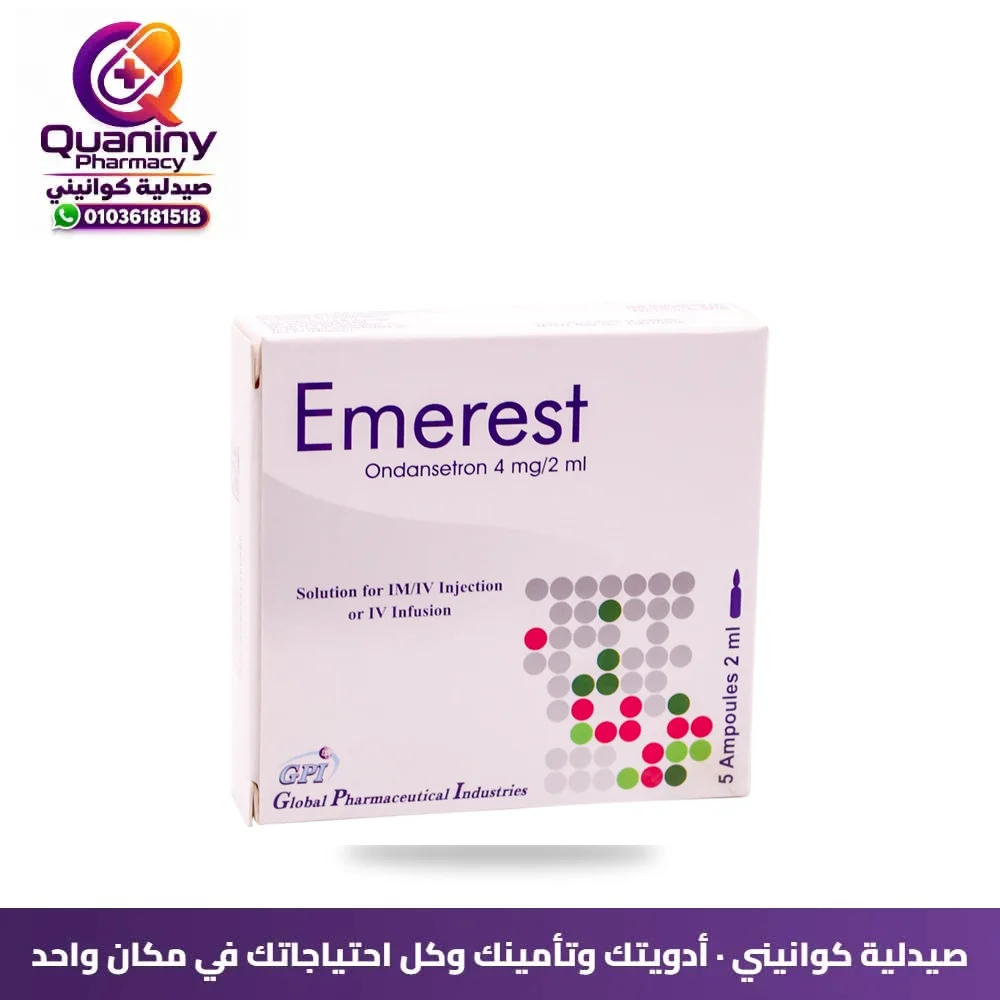 Quaniny
Pharmacy
صيدلية كوانيني
01036181518
Emerest
Ondansetron 4 mg/2 ml
Solution for IM/IV Injection
or IV Infusion
5 Ampoules 2 ml
GPI
Global Pharmaceutical Industries
صيدلية كوانيني · أدويتك وتأمينك وكل احتياجاتك في مكان واحد